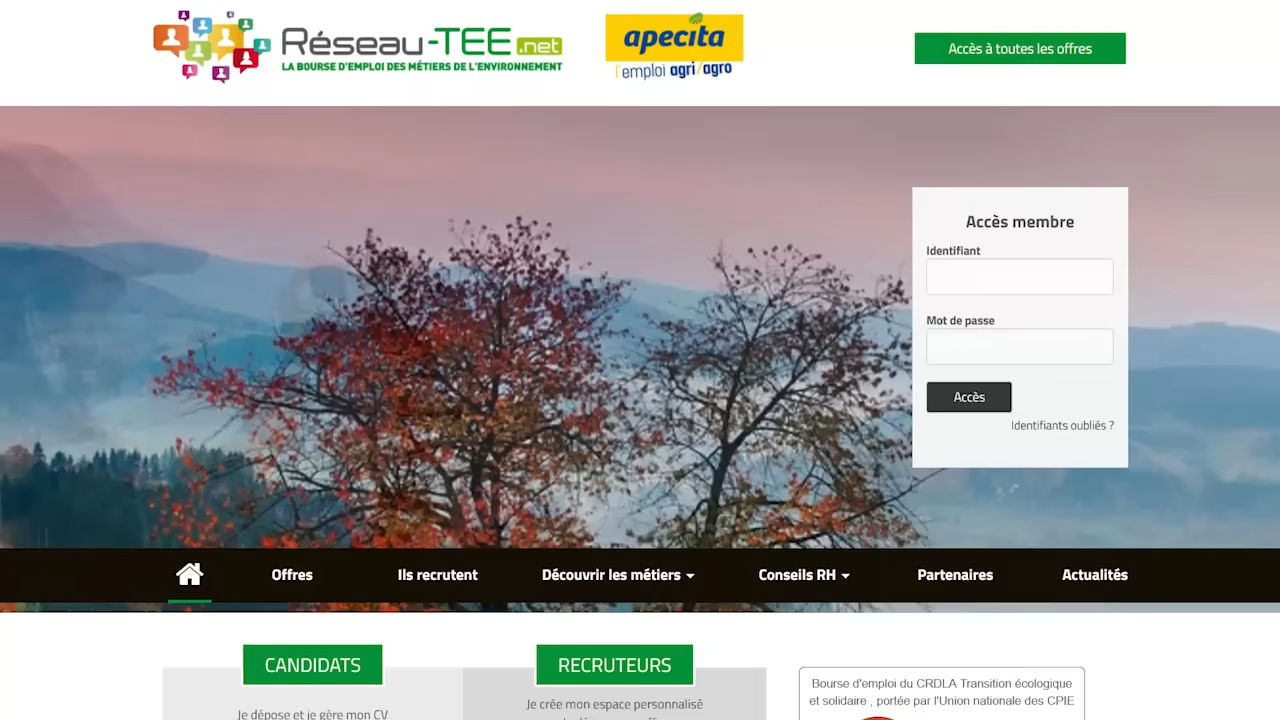 Réseau-TEE.net
LA BOURSE D'EMPLOI DES MÉTIERS DE L'ENVIRONNEMENT
apecita
l'emploi agri/agro
Accès à toutes les offres
Accès membre
Identifiant
Mot de passe
Accès
Identifiants oubliés ?
Offres
Ils recrutent
Découvrir les métiers
Conseils RH
Partenaires
Actualités
CANDIDATS
RECRUTEURS
Je dépose et je gère mon CV
Je crée mon espace personnalisé
Bourse d'emploi du CRDLA Transition écologique
et solidaire , portée par l'Union nationale des CPIE